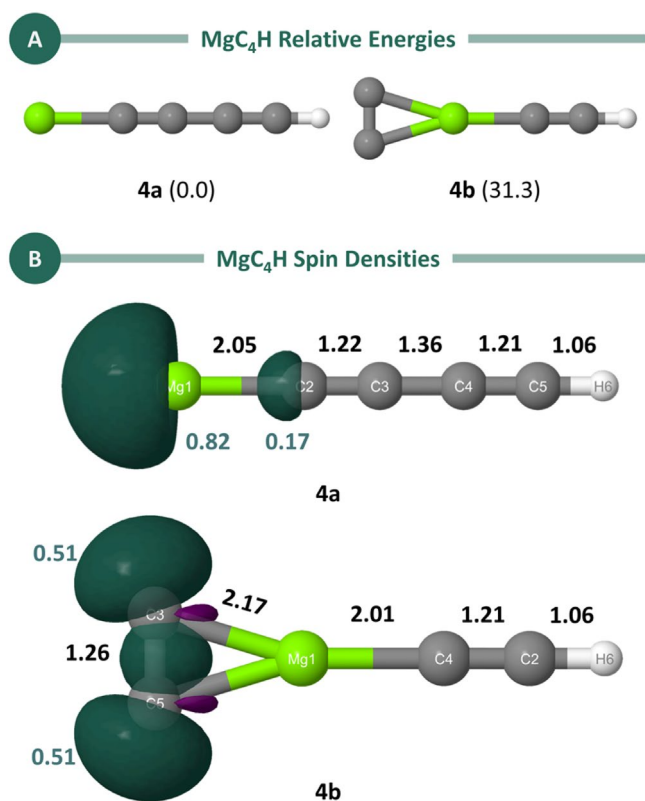 A MgC₄H Relative Energies
4a (0.0) 4b (31.3)
B MgC₄H Spin Densities
2.05 1.22 1.36 1.21 1.06
Mg1 C2 C3 C4 C5 H6
0.82 0.17
4a
0.51
C3 2.17 2.01 1.21 1.06
1.26 Mg1 C4 C2 H6
C5
0.51
4b